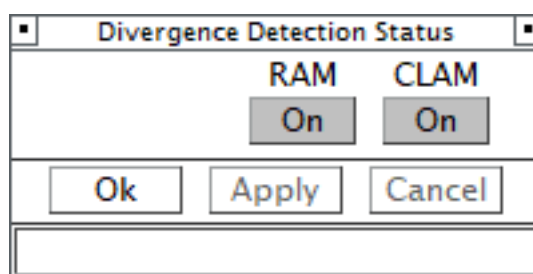 Divergence Detection Status
RAM CLAM
On On
Ok Apply Cancel